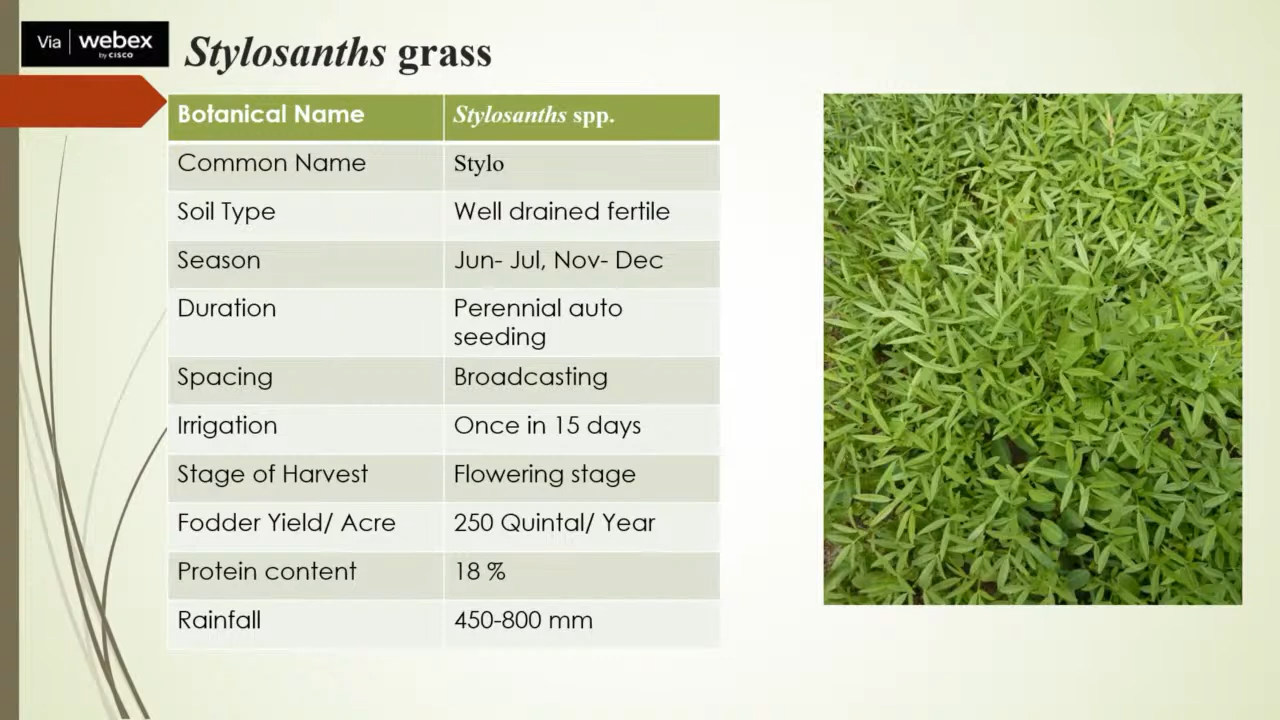 Via webex
by CISCO
Stylosanths grass
Botanical Name Stylosanths spp.
Common Name Stylo
Soil Type Well drained fertile
Season Jun- Jul, Nov- Dec
Duration Perennial auto
seeding
Spacing Broadcasting
Irrigation Once in 15 days
Stage of Harvest Flowering stage
Fodder Yield/ Acre 250 Quintal/ Year
Protein content 18 %
Rainfall 450-800 mm